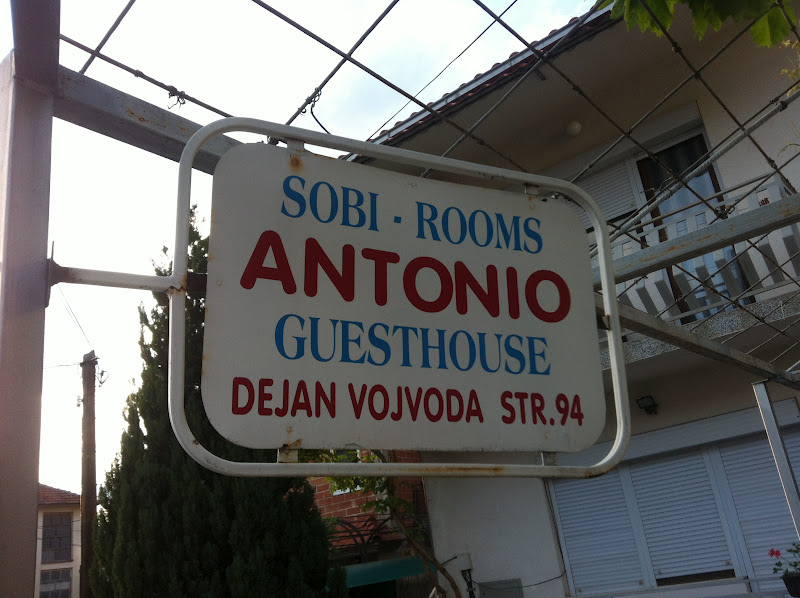 SOBI - ROOMS
ANTONIO
GUESTHOUSE
DEJAN VOJVODA STR.94